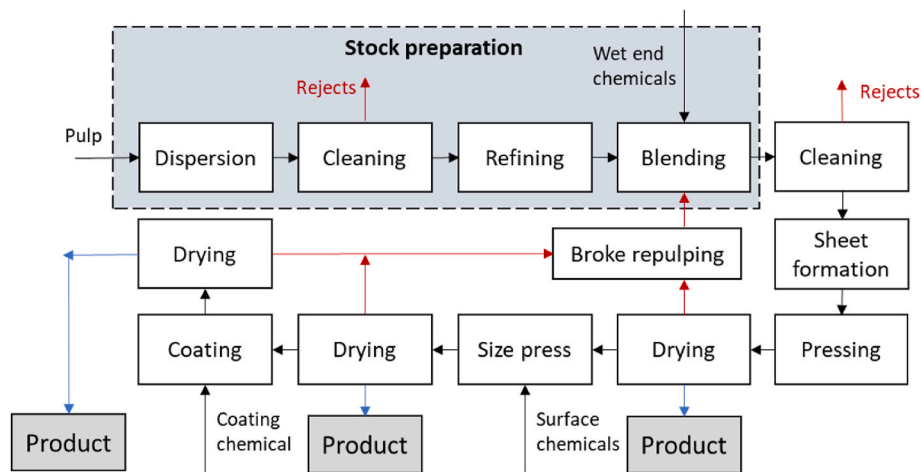 Stock preparation
Wet end
chemicals
Rejects
Rejects
Pulp
Dispersion
Cleaning
Refining
Blending
Cleaning
Drying
Broke repulping
Sheet
formation
Coating
Drying
Size press
Drying
Pressing
Coating
chemical
Surface
chemicals
Product
Product
Product